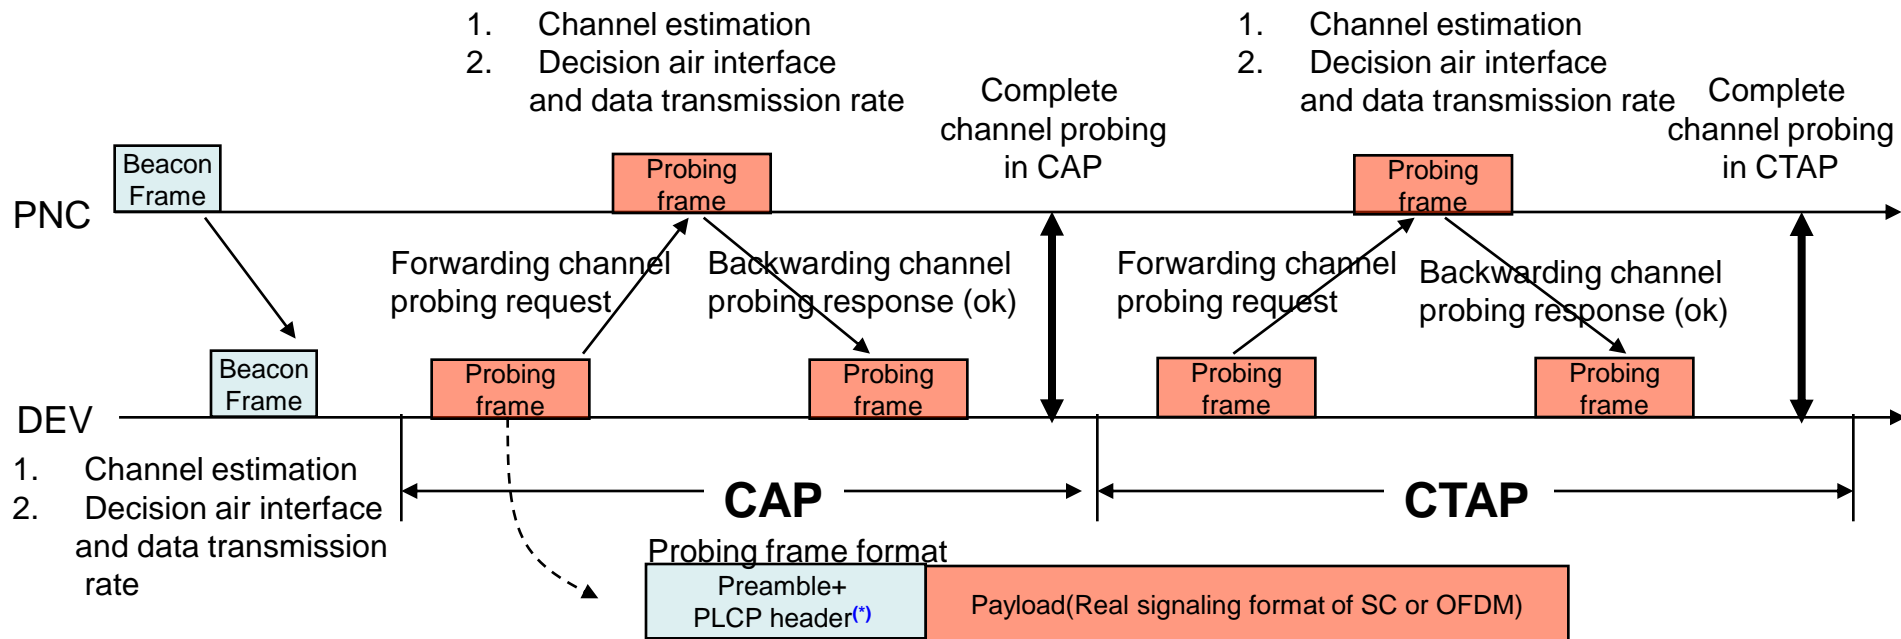 1. Channel estimation
2. Decision air interface
and data transmission rate
1. Channel estimation
2. Decision air interface
and data transmission rate
Complete
channel probing
in CAP
Complete
channel probing
in CTAP
Beacon
Frame
Probing
frame
Probing
frame
PNC
Forwarding channel
probing request
Backwarding channel
probing response (ok)
Forwarding channel
probing request
Backwarding channel
probing response (ok)
Beacon
Frame
Probing
frame
Probing
frame
Probing
frame
Probing
frame
DEV
1. Channel estimation
2. Decision air interface
and data transmission
rate
CAP
CTAP
Probing frame format
Preamble+
PLCP header(*)
Payload(Real signaling format of SC or OFDM)